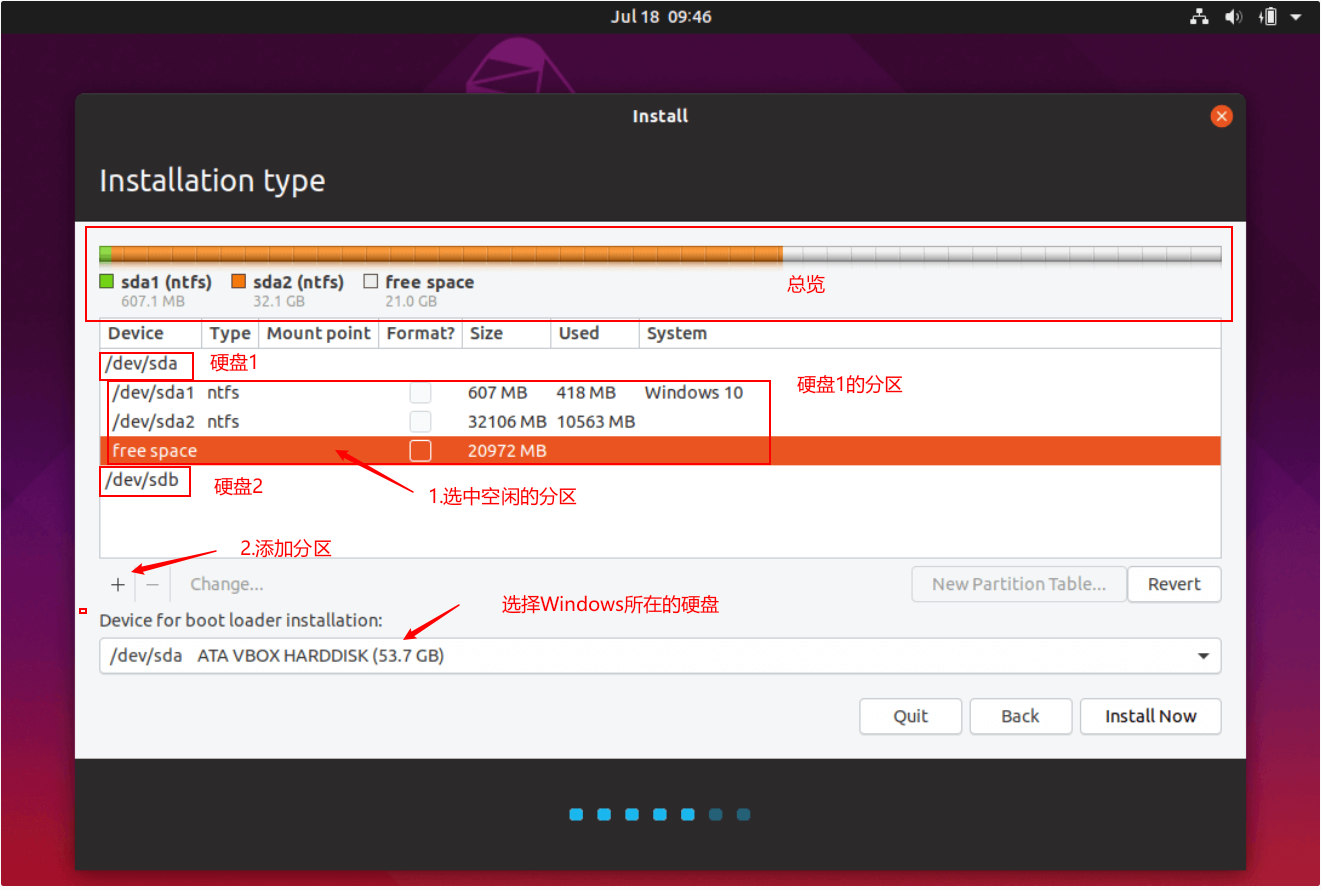 Jul 18 09:46
Install
Installation type
sda1 (ntfs) sda2 (ntfs) free space
607.1 MB 32.1 GB 21.0 GB
总览
Device Type Mount point Format? Size Used System
/dev/sda 硬盘1
硬盘1的分区
/dev/sda1 ntfs 607 MB 418 MB Windows 10
/dev/sda2 ntfs 32106 MB 10563 MB
free space 20972 MB
/dev/sdb 硬盘2
1.选中空闲的分区
2.添加分区
+ − Change... New Partition Table... Revert
选择Windows所在的硬盘
Device for boot loader installation:
/dev/sda ATA VBOX HARDDISK (53.7 GB)
Quit Back Install Now